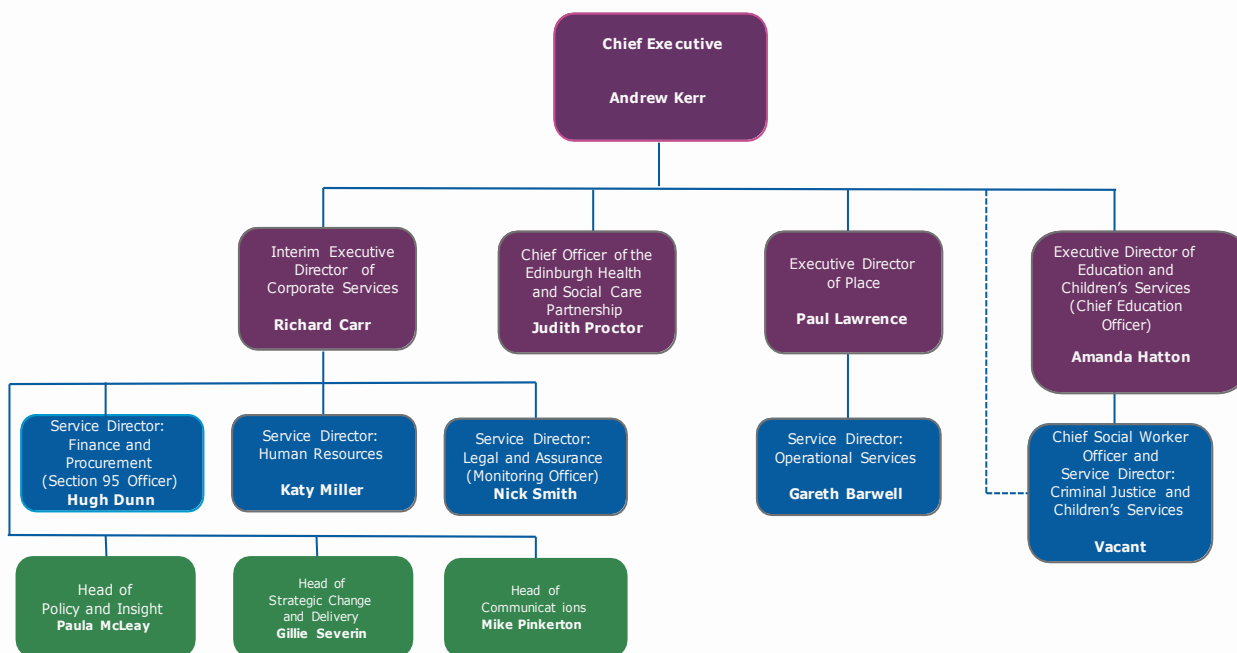 Chief Executive
Andrew Kerr
Interim Executive
Director of
Corporate Services
Richard Carr
Chief Officer of the
Edinburgh Health
and Social Care
Partnership
Judith Proctor
Executive Director
of Place
Paul Lawrence
Executive Director of
Education and
Children’s Services
(Chief Education
Officer)
Amanda Hatton
Service Director:
Finance and
Procurement
(Section 95 Officer)
Hugh Dunn
Service Director:
Human Resources
Katy Miller
Service Director:
Legal and Assurance
(Monitoring Officer)
Nick Smith
Service Director:
Operational Services
Gareth Barwell
Chief Social Worker
Officer and
Service Director:
Criminal Justice and
Children’s Services
Vacant
Head of
Policy and Insight
Paula McLeay
Head of
Strategic Change
and Delivery
Gillie Severin
Head of
Communications
Mike Pinkerton